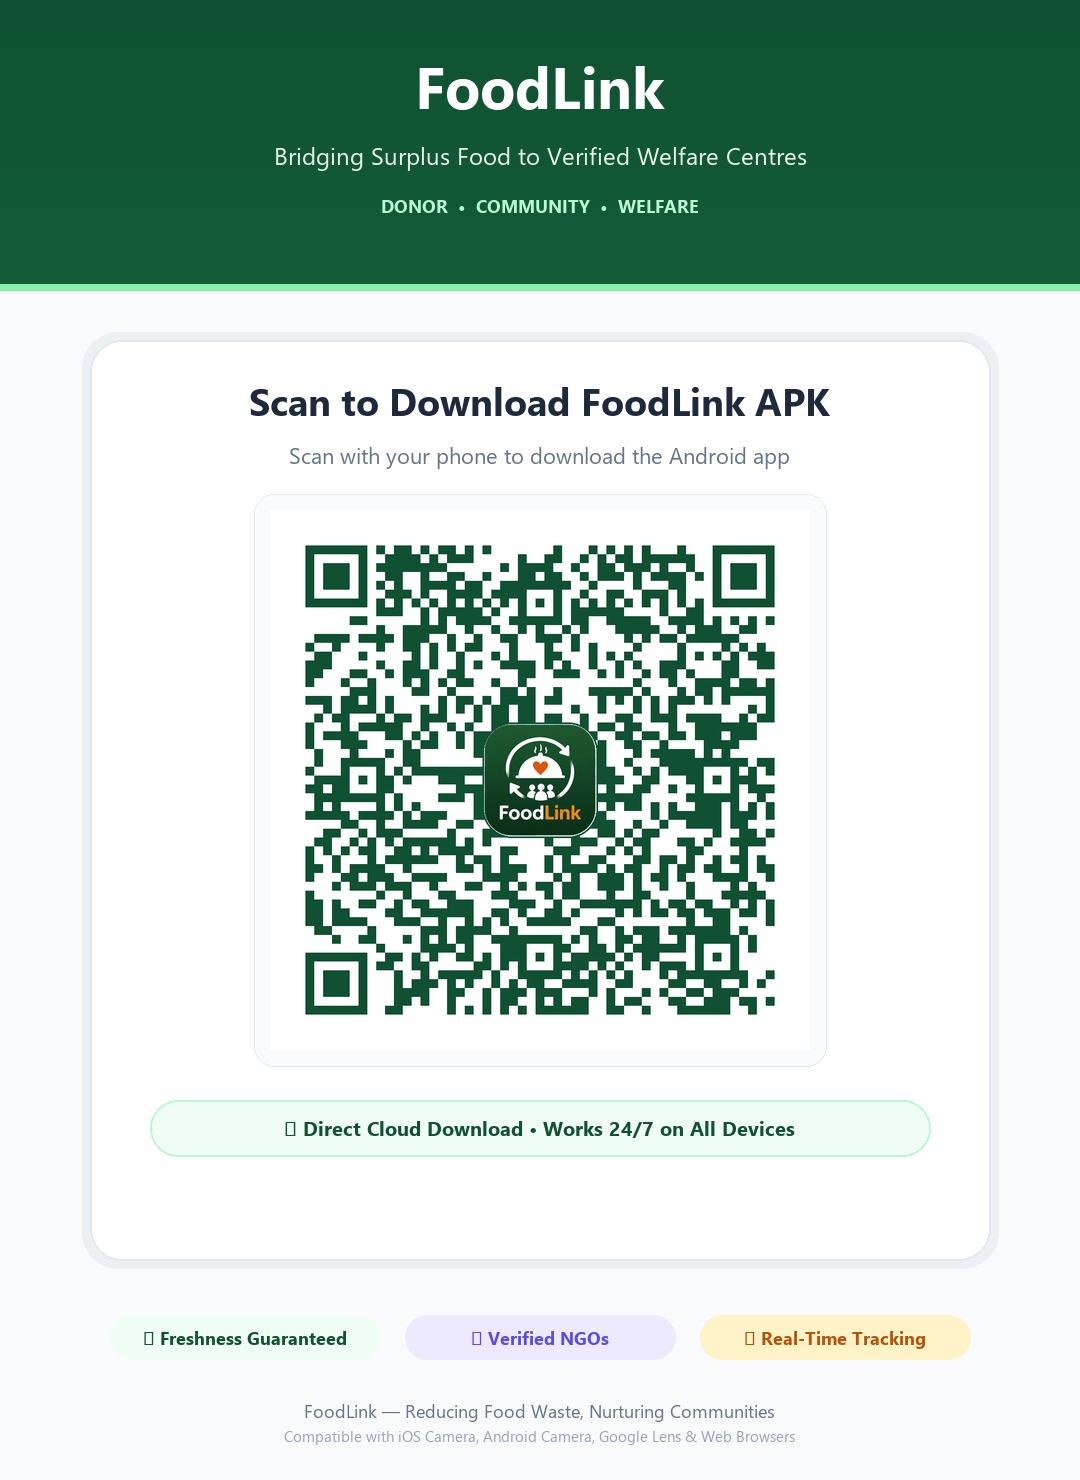 FoodLink
Bridging Surplus Food to Verified Welfare Centres
DONOR • COMMUNITY • WELFARE
Scan to Download FoodLink APK
Scan with your phone to download the Android app
FoodLink
Direct Cloud Download • Works 24/7 on All Devices
Freshness Guaranteed
Verified NGOs
Real-Time Tracking
FoodLink — Reducing Food Waste, Nurturing Communities
Compatible with iOS Camera, Android Camera, Google Lens & Web Browsers